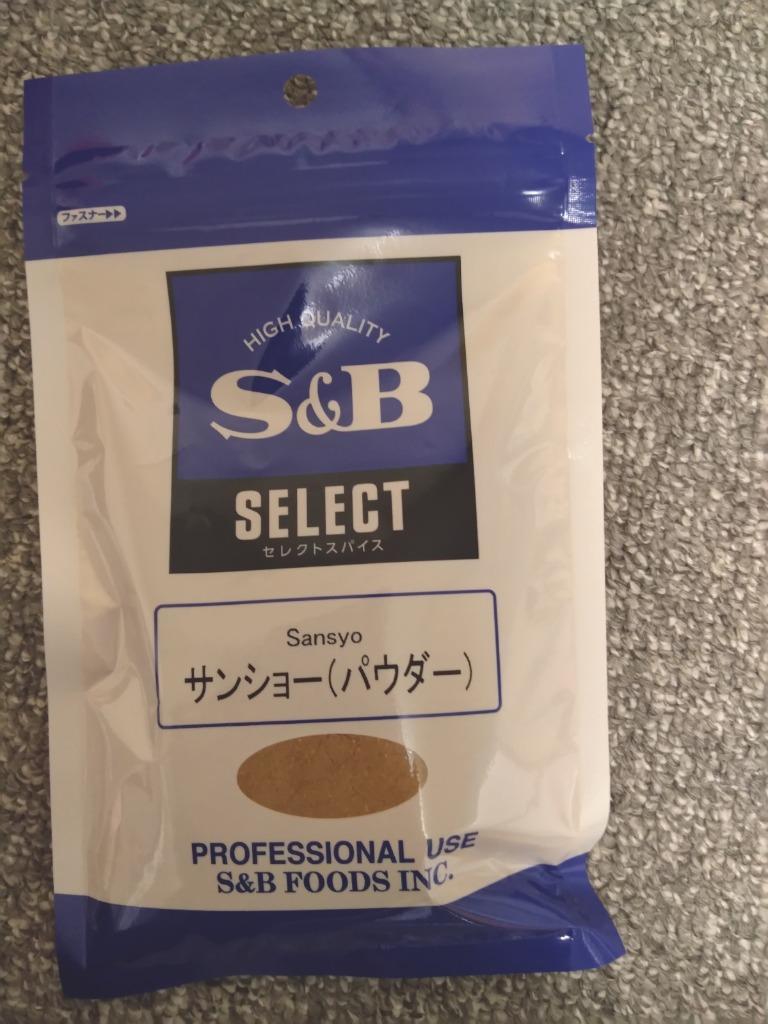 ファスナー▶▶
HIGH QUALITY
S&B
SELECT
セレクトスパイス
Sansyo
サンショー(パウダー)
PROFESSIONAL USE
S&B FOODS INC.